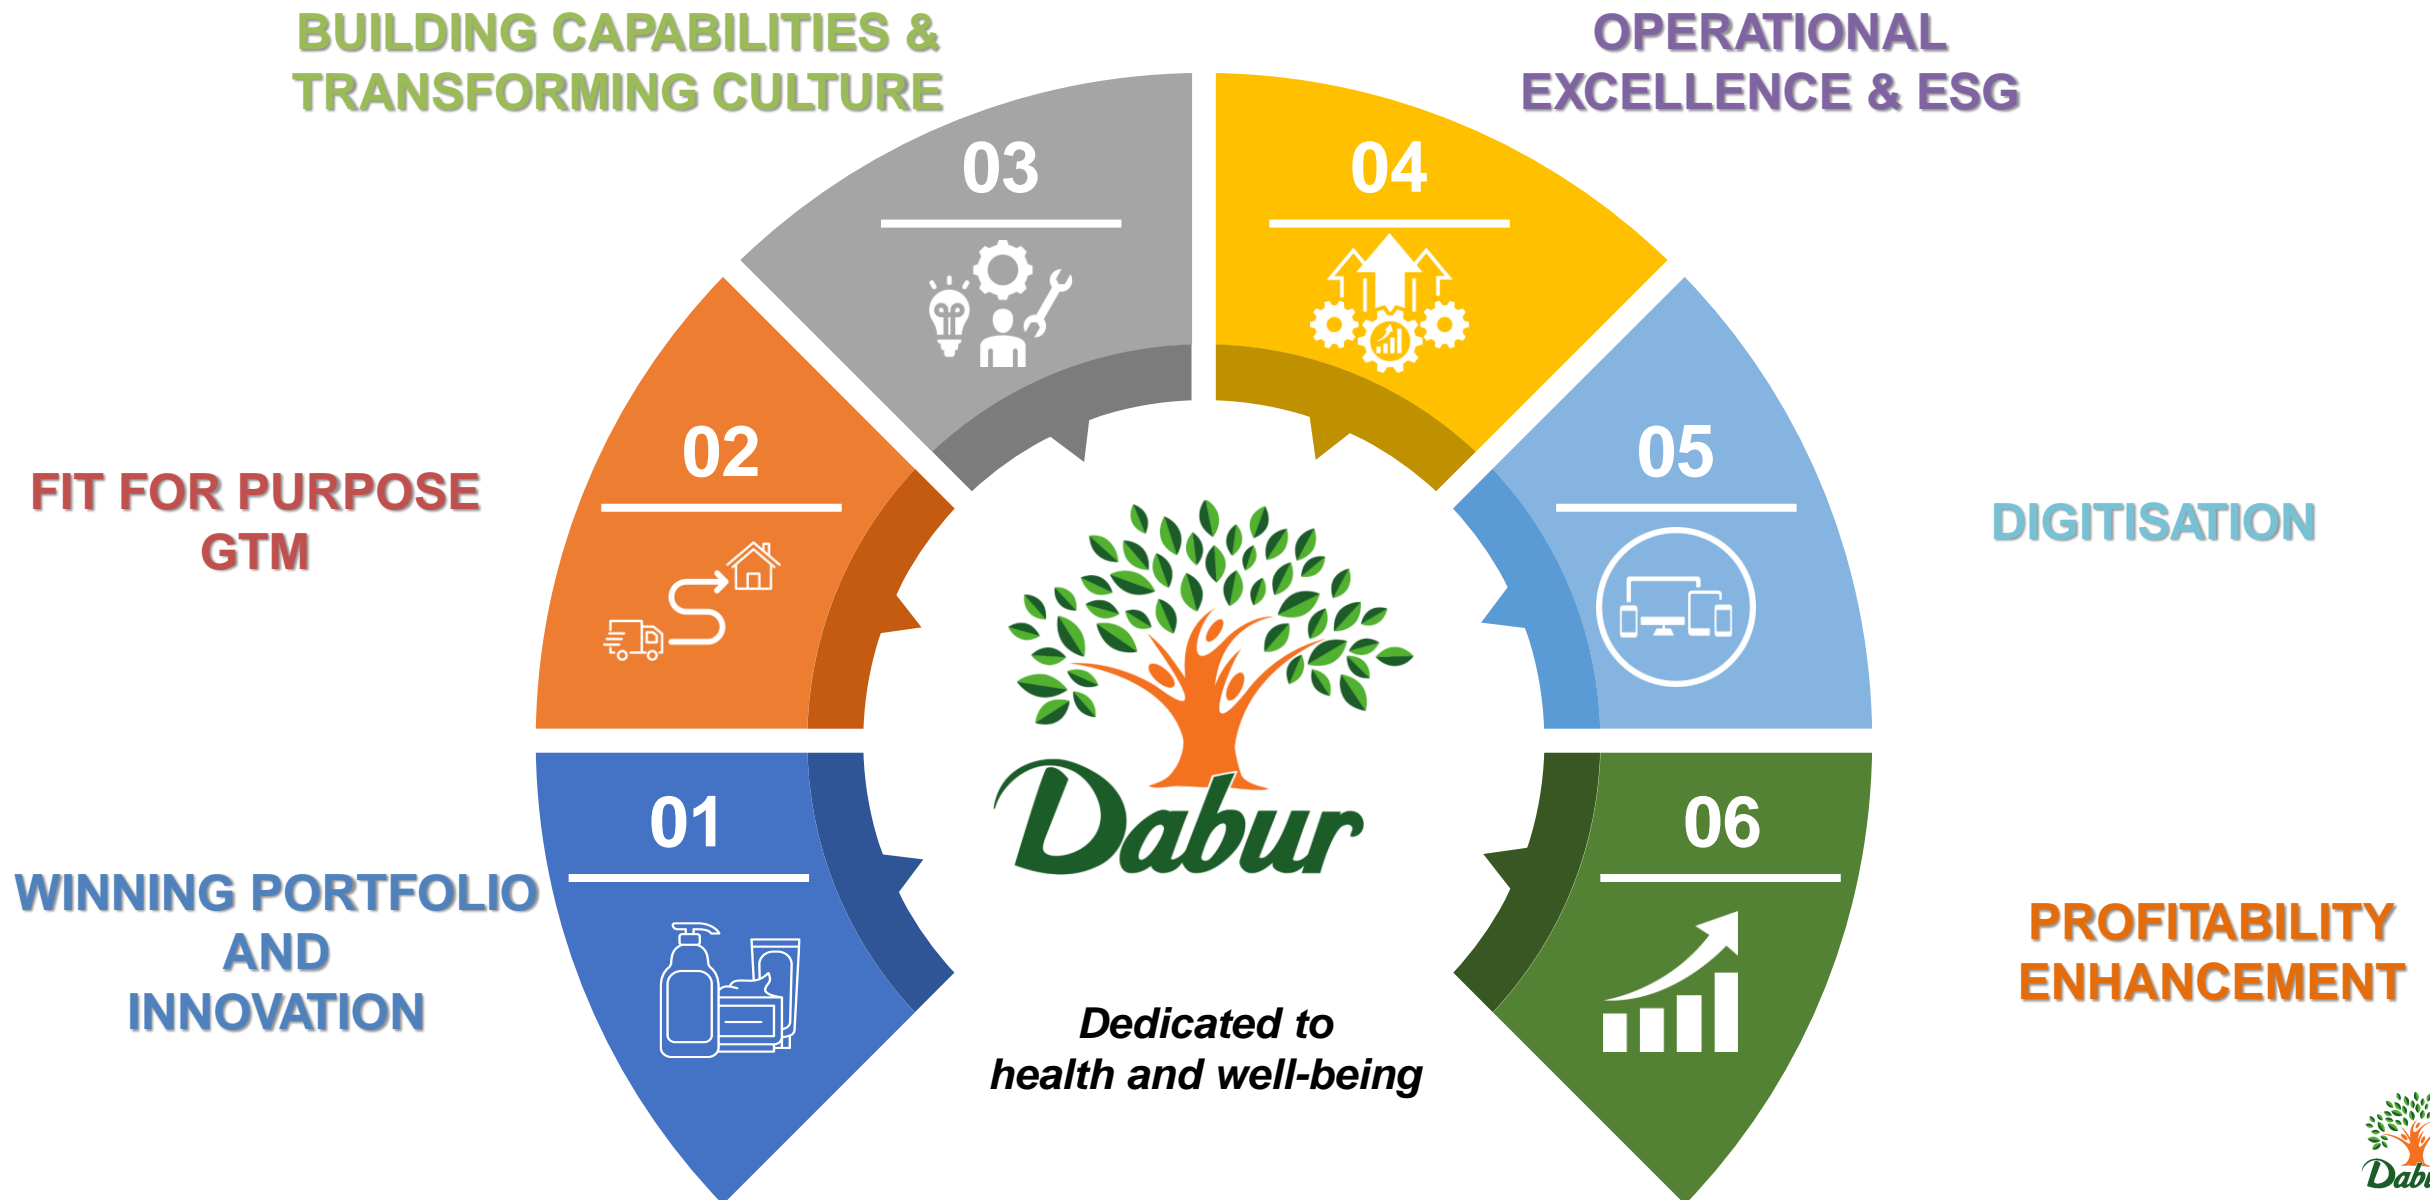 BUILDING CAPABILITIES &
TRANSFORMING CULTURE
OPERATIONAL
EXCELLENCE & ESG
03
04
02
05
FIT FOR PURPOSE
GTM
DIGITISATION
01
06
Dabur
WINNING PORTFOLIO
AND
INNOVATION
PROFITABILITY
ENHANCEMENT
Dedicated to
health and well-being